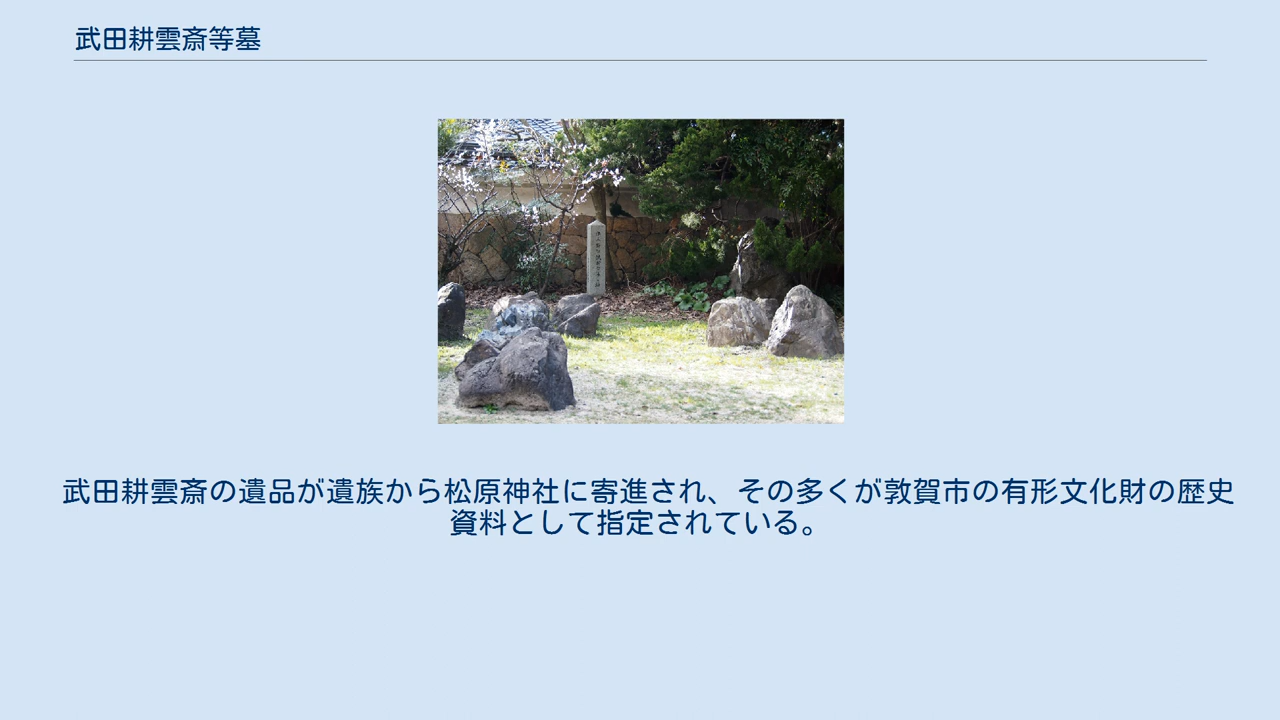 武田耕雲斎等墓
武田耕雲斎の遺品が遺族から松原神社に寄進され、その多くが敦賀市の有形文化財の歴史
資料として指定されている。